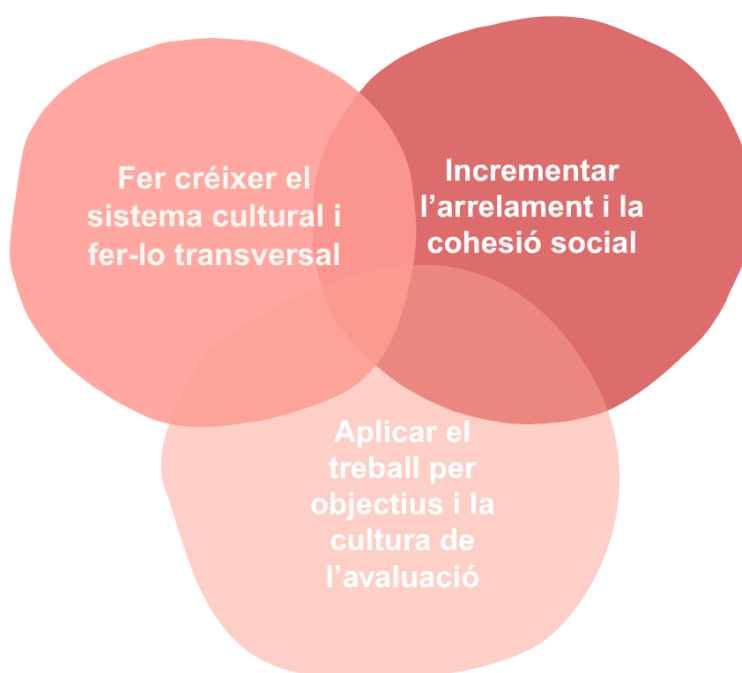 Fer créixer el
sistema cultural i
fer-lo transversal
Incrementar
l’arrelament i la
cohesió social
Aplicar el
treball per
objectius i la
cultura de
l’avaluació